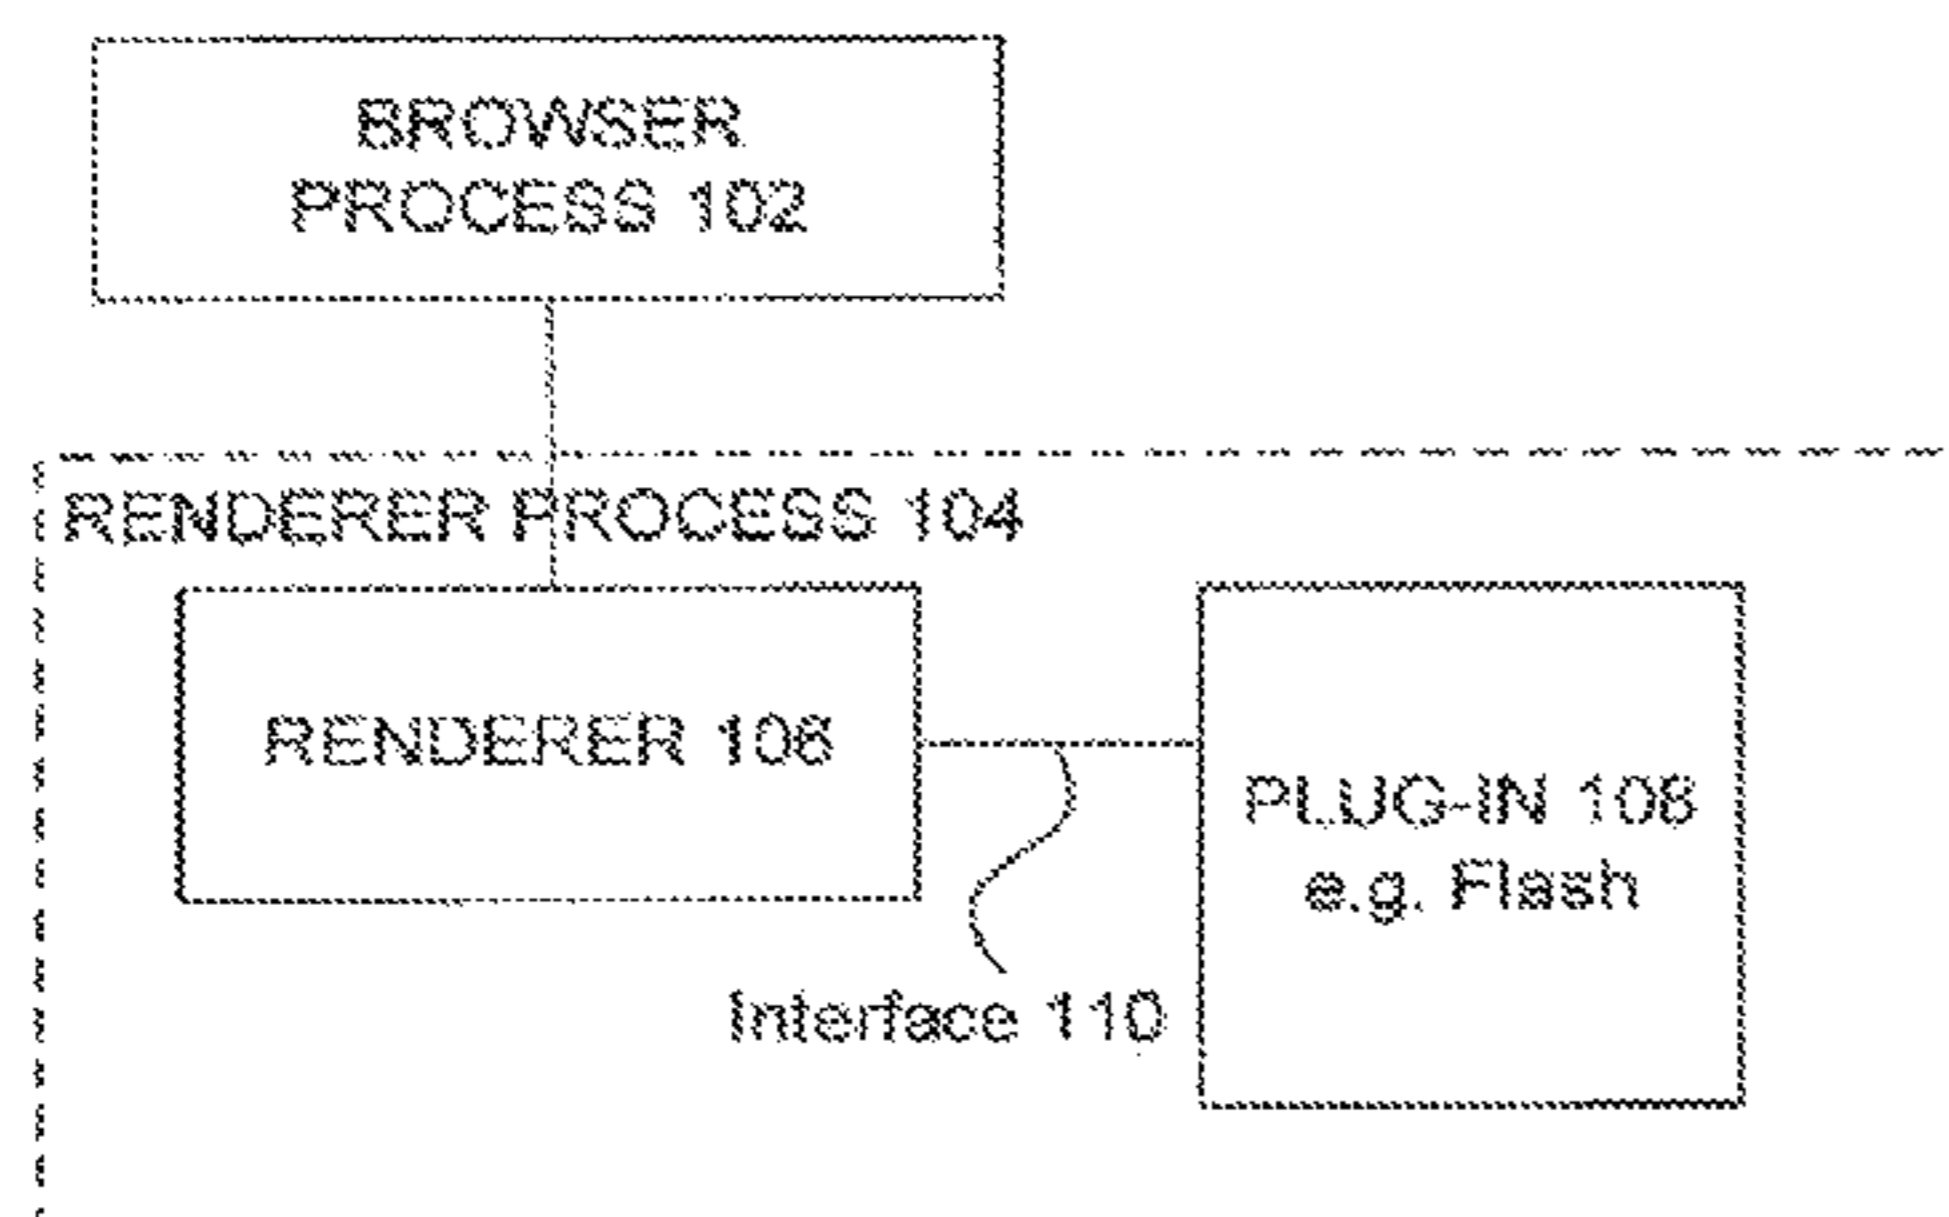 BROWSER
PROCESS 102
RENDERER PROCESS 104
RENDERER 106
PLUG-IN 108
e.g. Flash
Interface 110